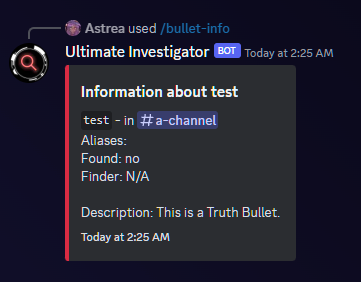 Astrea used /bullet-info
Ultimate Investigator BOT Today at 2:25 AM
Information about test
test - in #a-channel
Aliases:
Found: no
Finder: N/A
Description: This is a Truth Bullet.
Today at 2:25 AM